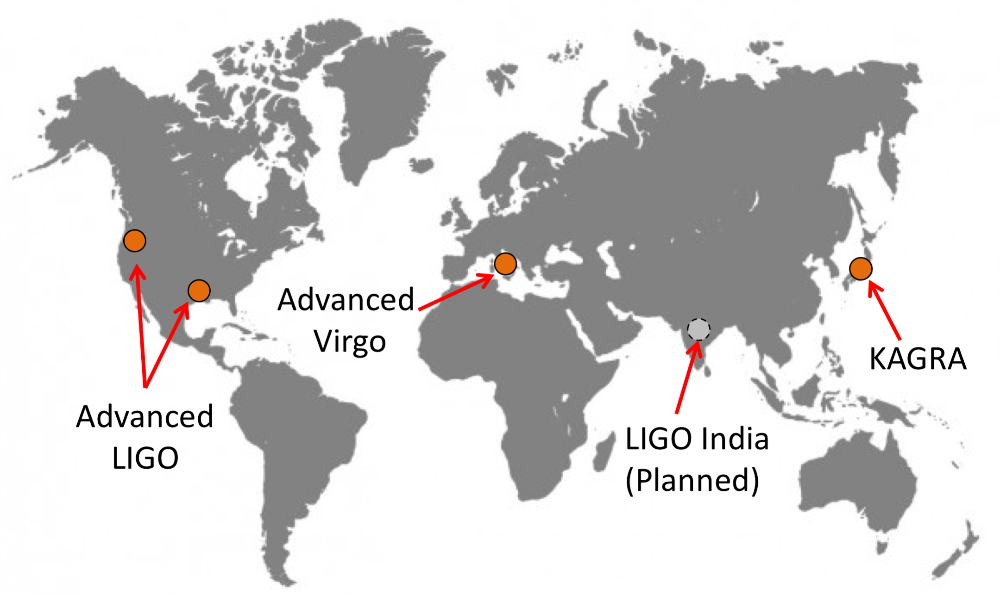 Advanced
Virgo
KAGRA
Advanced
LIGO
LIGO India
(Planned)